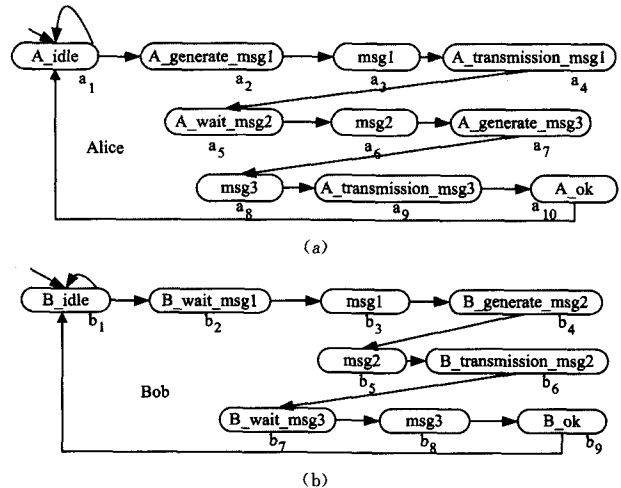 A_idle A_generate_msg1 msg1 A_transmission_msg1
a1 a2 a3 a4
A_wait_msg2 msg2 A_generate_msg3
Alice a5 a6 a7
msg3 A_transmission_msg3 A_ok
a8 a9 a10
(a)
B_idle B_wait_msg1 msg1 B_generate_msg2
b1 b2 b3 b4
msg2 B_transmission_msg2
Bob b5 b6
B_wait_msg3 msg3 B_ok
b7 b8 b9
(b)